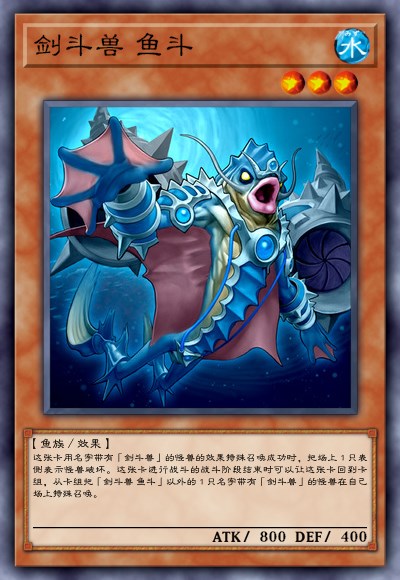 剑斗兽 鱼斗
水
【鱼族／效果】
这张卡用名字带有「剑斗兽」的怪兽的效果特殊召唤成功时，把场上1只表
侧表示怪兽破坏。这张卡进行战斗的战斗阶段结束时可以让这张卡回到卡
组，从卡组把「剑斗兽 鱼斗」以外的1只名字带有「剑斗兽」的怪兽在自己
场上特殊召唤。
ATK/ 800 DEF/ 400